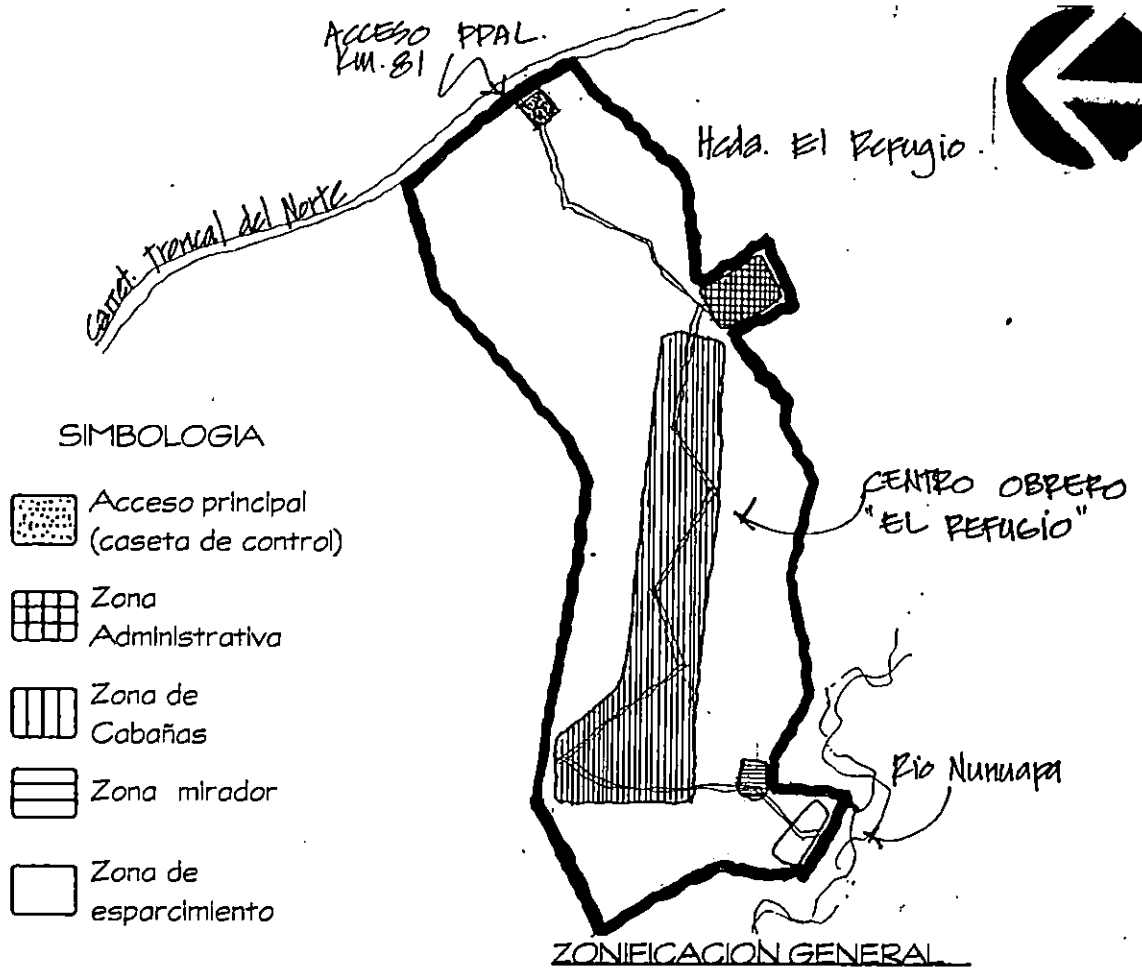 ACCESO PPAL.
KM. 81
Hcda. El Refugio.
Carret. Troncal del Norte
SIMBOLOGIA
Acceso principal
(caseta de control)
Zona
Administrativa
Zona de
Cabañas
Zona mirador
Zona de
esparcimiento
CENTRO OBRERO
"EL REFUGIO"
Rio Nunuapa
ZONIFICACION GENERAL